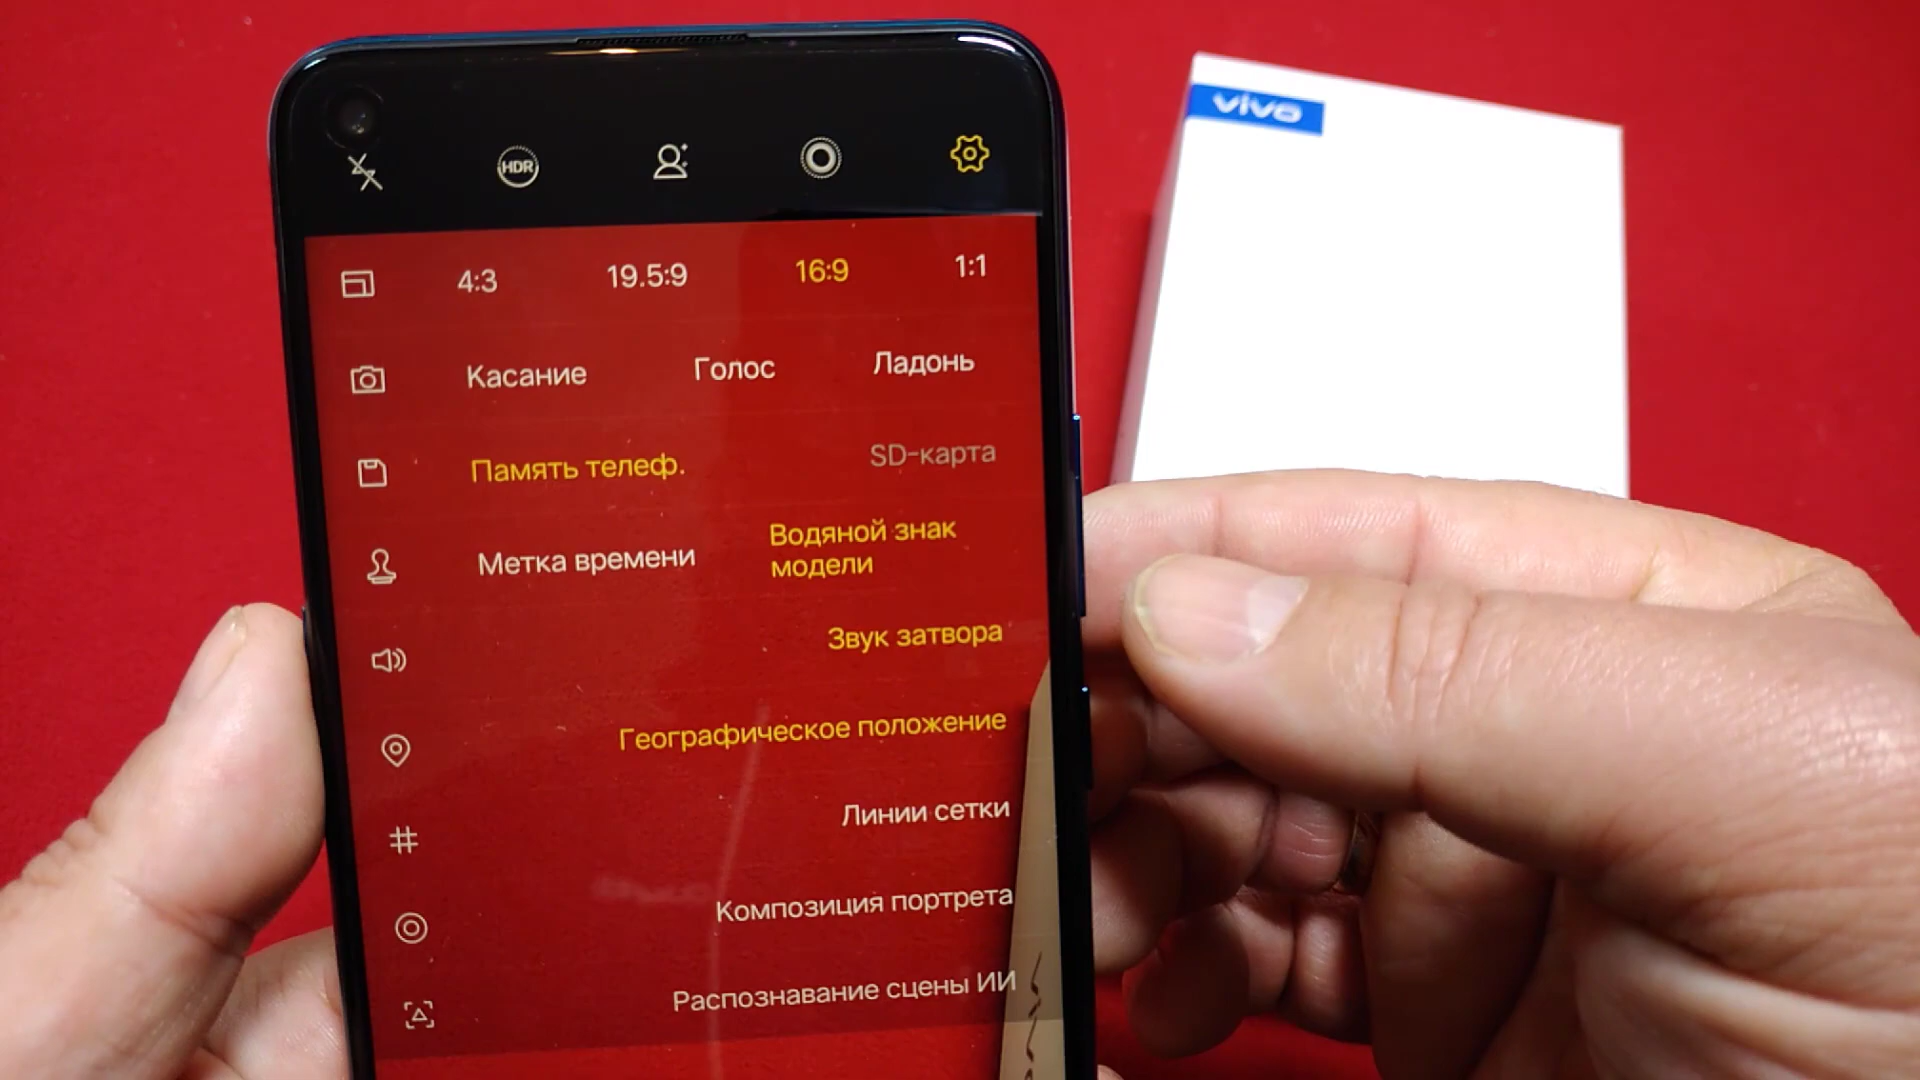 vivo
HDR
4:3 19.5:9 16:9 1:1
Касание Голос Ладонь
Память телеф. SD-карта
Метка времени Водяной знак
модели
Звук затвора
Географическое положение
Линии сетки
Композиция портрета
Распознавание сцены ИИ